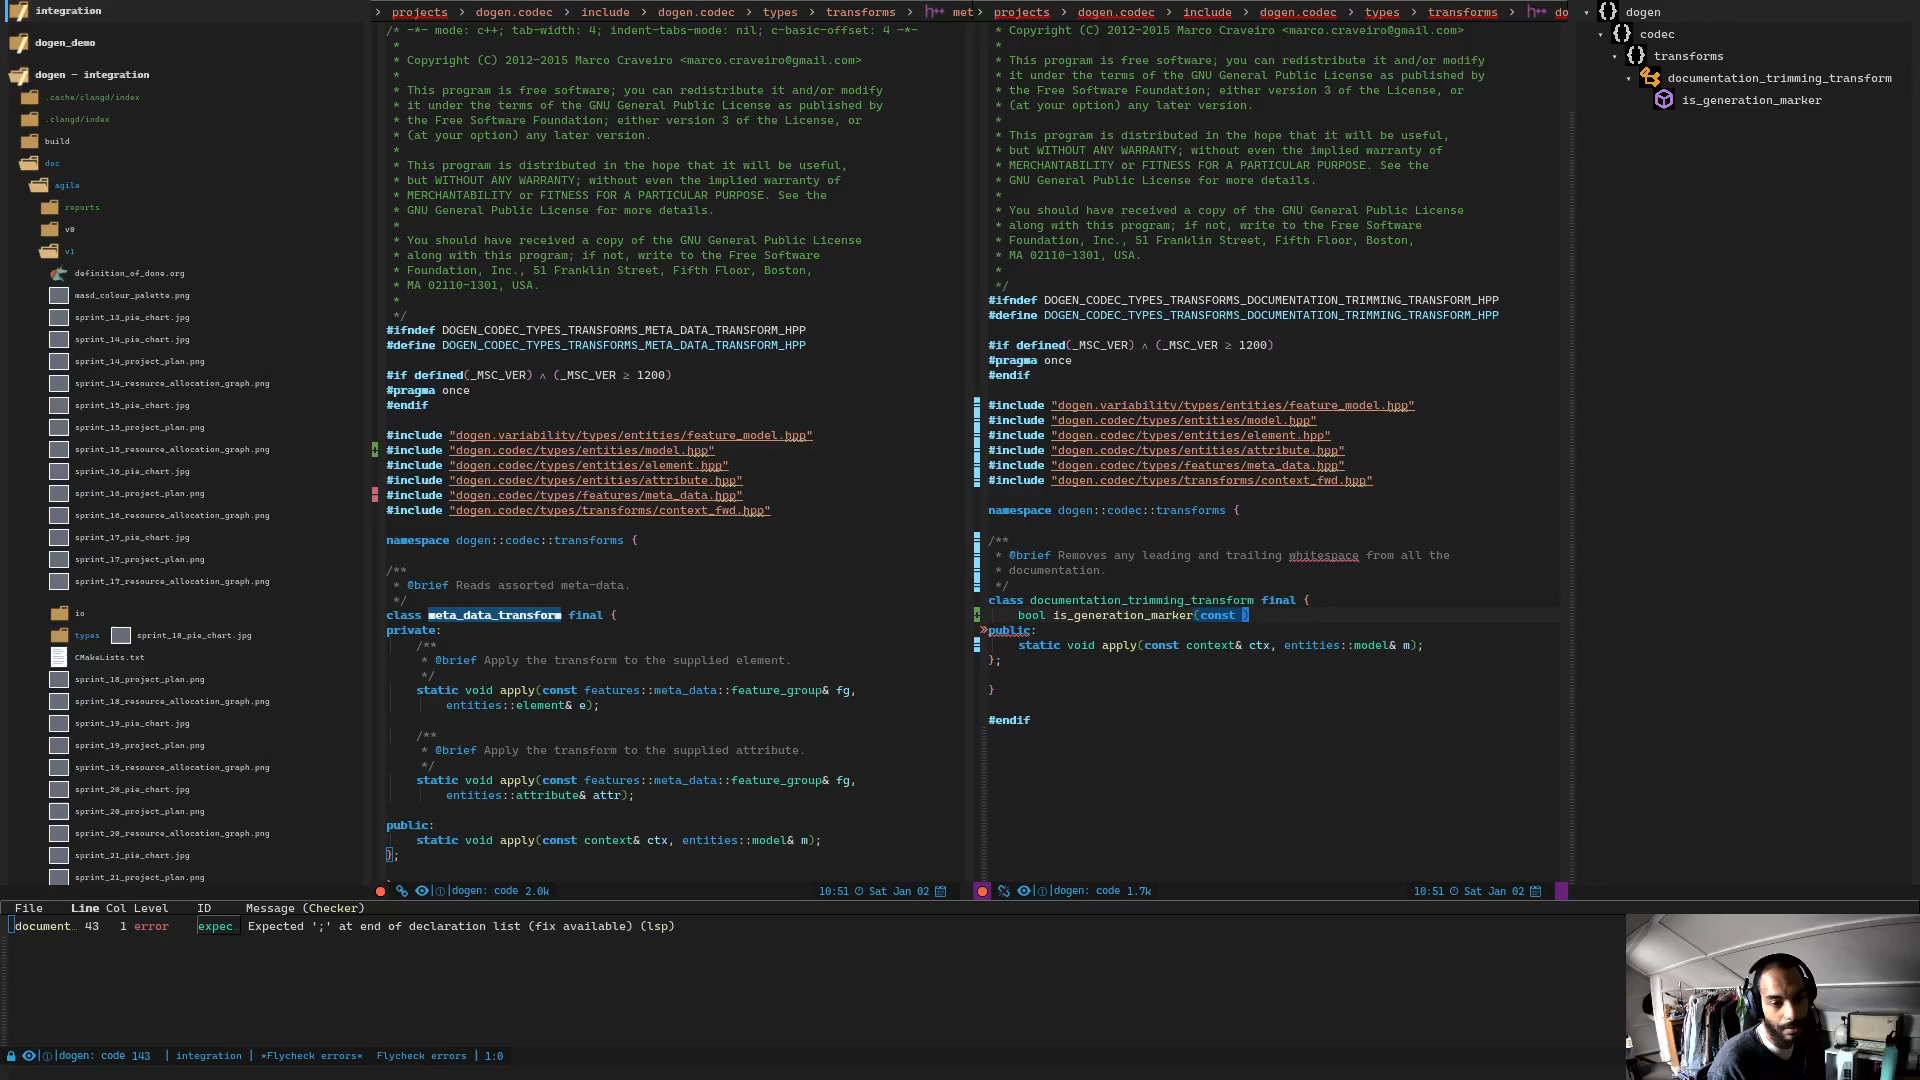 integration
dogen_demo
dogen – integration
.cache/clangd/index
.clangd/index
build
doc
agile
reports
v0
v1
definition_of_done.org
masd_colour_palette.png
sprint_13_pie_chart.jpg
sprint_14_pie_chart.jpg
sprint_14_project_plan.png
sprint_14_resource_allocation_graph.png
sprint_15_pie_chart.jpg
sprint_15_project_plan.png
sprint_15_resource_allocation_graph.png
sprint_16_pie_chart.jpg
sprint_16_project_plan.png
sprint_16_resource_allocation_graph.png
sprint_17_pie_chart.jpg
sprint_17_project_plan.png
sprint_17_resource_allocation_graph.png
io
types sprint_18_pie_chart.jpg
CMakeLists.txt
sprint_18_project_plan.png
sprint_18_resource_allocation_graph.png
sprint_19_pie_chart.jpg
sprint_19_project_plan.png
sprint_19_resource_allocation_graph.png
sprint_20_pie_chart.jpg
sprint_20_project_plan.png
sprint_20_resource_allocation_graph.png
sprint_21_pie_chart.jpg
sprint_21_project_plan.png
> projects > dogen.codec > include > dogen.codec > types > transforms > h++ met
/* -*- mode: c++; tab-width: 4; indent-tabs-mode: nil; c-basic-offset: 4 -*-
*
* Copyright (C) 2012-2015 Marco Craveiro <marco.craveiro@gmail.com>
*
* This program is free software; you can redistribute it and/or modify
* it under the terms of the GNU General Public License as published by
* the Free Software Foundation; either version 3 of the License, or
* (at your option) any later version.
*
* This program is distributed in the hope that it will be useful,
* but WITHOUT ANY WARRANTY; without even the implied warranty of
* MERCHANTABILITY or FITNESS FOR A PARTICULAR PURPOSE. See the
* GNU General Public License for more details.
*
* You should have received a copy of the GNU General Public License
* along with this program; if not, write to the Free Software
* Foundation, Inc., 51 Franklin Street, Fifth Floor, Boston,
* MA 02110-1301, USA.
*
*/
#ifndef DOGEN_CODEC_TYPES_TRANSFORMS_META_DATA_TRANSFORM_HPP
#define DOGEN_CODEC_TYPES_TRANSFORMS_META_DATA_TRANSFORM_HPP
#if defined(_MSC_VER) ∧ (_MSC_VER ≥ 1200)
#pragma once
#endif
#include "dogen.variability/types/entities/feature_model.hpp"
#include "dogen.codec/types/entities/model.hpp"
#include "dogen.codec/types/entities/element.hpp"
#include "dogen.codec/types/entities/attribute.hpp"
#include "dogen.codec/types/features/meta_data.hpp"
#include "dogen.codec/types/transforms/context_fwd.hpp"
namespace dogen::codec::transforms {
/**
* @brief Reads assorted meta-data.
*/
class meta_data_transform final {
private:
/**
* @brief Apply the transform to the supplied element.
*/
static void apply(const features::meta_data::feature_group& fg,
entities::element& e);
/**
* @brief Apply the transform to the supplied attribute.
*/
static void apply(const features::meta_data::feature_group& fg,
entities::attribute& attr);
public:
static void apply(const context& ctx, entities::model& m);
};
dogen: code 2.0k 10:51 Sat Jan 02
> projects > dogen.codec > include > dogen.codec > types > transforms > h++ do
* Copyright (C) 2012-2015 Marco Craveiro <marco.craveiro@gmail.com>
*
* This program is free software; you can redistribute it and/or modify
* it under the terms of the GNU General Public License as published by
* the Free Software Foundation; either version 3 of the License, or
* (at your option) any later version.
*
* This program is distributed in the hope that it will be useful,
* but WITHOUT ANY WARRANTY; without even the implied warranty of
* MERCHANTABILITY or FITNESS FOR A PARTICULAR PURPOSE. See the
* GNU General Public License for more details.
*
* You should have received a copy of the GNU General Public License
* along with this program; if not, write to the Free Software
* Foundation, Inc., 51 Franklin Street, Fifth Floor, Boston,
* MA 02110-1301, USA.
*
*/
#ifndef DOGEN_CODEC_TYPES_TRANSFORMS_DOCUMENTATION_TRIMMING_TRANSFORM_HPP
#define DOGEN_CODEC_TYPES_TRANSFORMS_DOCUMENTATION_TRIMMING_TRANSFORM_HPP
#if defined(_MSC_VER) ∧ (_MSC_VER ≥ 1200)
#pragma once
#endif
#include "dogen.variability/types/entities/feature_model.hpp"
#include "dogen.codec/types/entities/model.hpp"
#include "dogen.codec/types/entities/element.hpp"
#include "dogen.codec/types/entities/attribute.hpp"
#include "dogen.codec/types/features/meta_data.hpp"
#include "dogen.codec/types/transforms/context_fwd.hpp"
namespace dogen::codec::transforms {
/**
* @brief Removes any leading and trailing whitespace from all the
* documentation.
*/
class documentation_trimming_transform final {
bool is_generation_marker(const )
public:
static void apply(const context& ctx, entities::model& m);
};
}
#endif
dogen: code 1.7k 10:51 Sat Jan 02
{} dogen
{} codec
{} transforms
documentation_trimming_transform
is_generation_marker
File Line Col Level ID Message (Checker)
document… 43 1 error expec… Expected ';' at end of declaration list (fix available) (lsp)
dogen: code 143 | integration | *Flycheck errors* Flycheck errors | 1:0